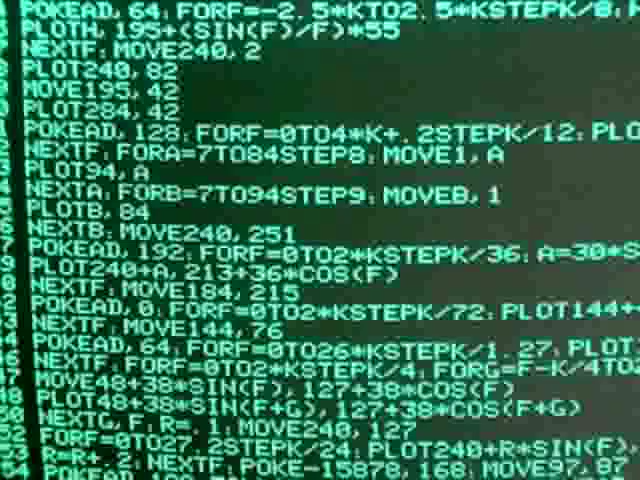 POKEAD,64:FORF=-2.5*KTO2.5*KSTEPK/8:
PLOTH,195+(SIN(F)/F)*55
NEXTF:MOVE240,2
PLOT240,82
MOVE195,42
PLOT284,42
POKEAD,128:FORF=0TO4*K+.2STEPK/12:PLO
NEXTF:FORA=7TO84STEP8:MOVE1,A
PLOT94,A
NEXTA:FORB=7TO94STEP9:MOVEB,1
PLOTB,84
NEXTB:MOVE240,251
POKEAD,192:FORF=0TO2*KSTEPK/36:A=30*S
PLOT240+A,213+36*COS(F)
NEXTF:MOVE184,215
POKEAD,0:FORF=0TO2*KSTEPK/72:PLOT144+
NEXTF:MOVE144,76
POKEAD,64:FORF=0TO26*KSTEPK/1.27:PLOT
NEXTF:FORF=0TO2*KSTEPK/4:FORG=F-K/4TO
MOVE48+38*SIN(F),127+38*COS(F)
PLOT48+38*SIN(F+G),127+38*COS(F+G)
NEXTG,F:R=.1:MOVE240,127
FORF=0TO27.2STEPK/24:PLOT240+R*SIN(F),
R=R+.2:NEXTF:POKE-15878,168:MOVE97,87